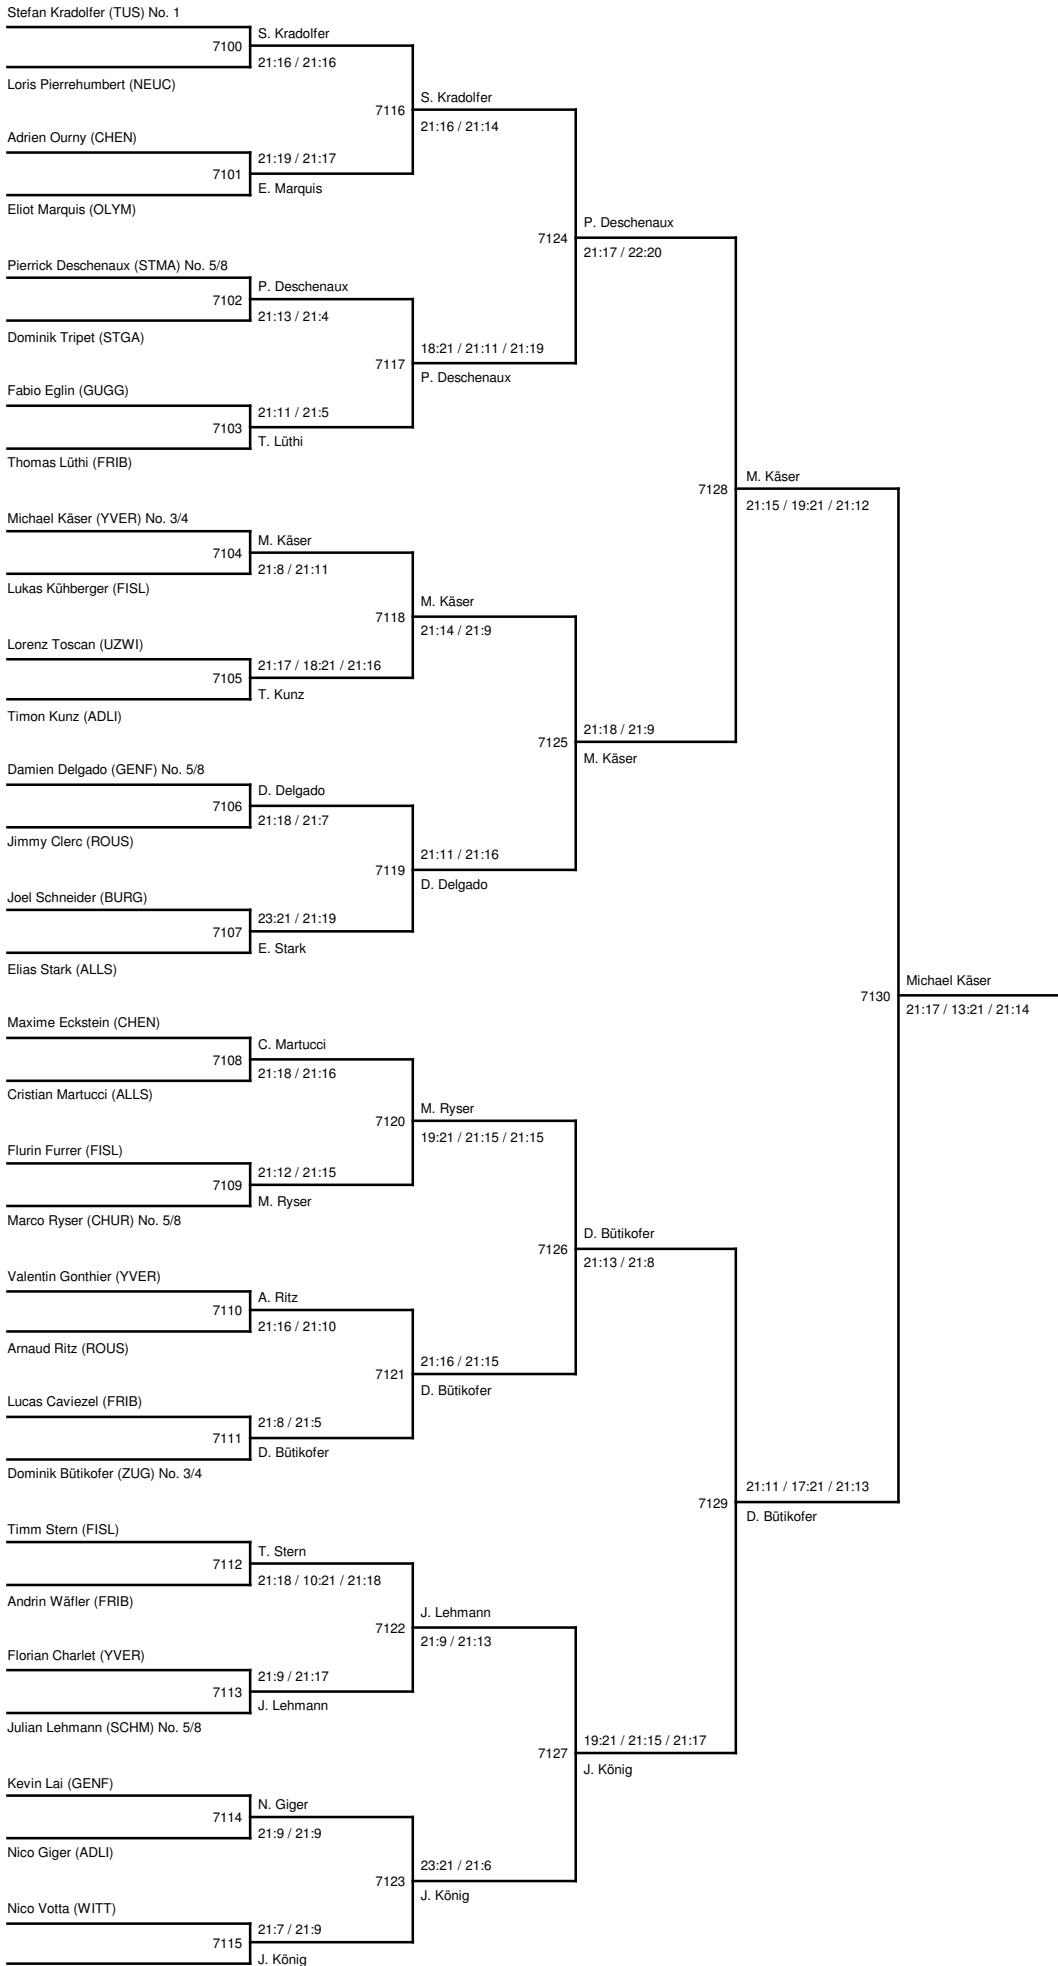 Stefan Kradolfer (TUS) No. 1
S. Kradolfer
7100
21:16 / 21:16
Loris Pierrehumbert (NEUC)
S. Kradolfer
7116
21:16 / 21:14
Adrien Ourny (CHEN)
21:19 / 21:17
7101
E. Marquis
Eliot Marquis (OLYM)
P. Deschenaux
7124
21:17 / 22:20
Pierrick Deschenaux (STMA) No. 5/8
P. Deschenaux
7102
21:13 / 21:4
Dominik Tripet (STGA)
18:21 / 21:11 / 21:19
7117
P. Deschenaux
Fabio Eglin (GUGG)
21:11 / 21:5
7103
T. Lüthi
Thomas Lüthi (FRIB)
M. Käser
7128
21:15 / 19:21 / 21:12
Michael Käser (YVER) No. 3/4
M. Käser
7104
21:8 / 21:11
Lukas Kühberger (FISL)
M. Käser
7118
21:14 / 21:9
Lorenz Toscan (UZWI)
21:17 / 18:21 / 21:16
7105
T. Kunz
Timon Kunz (ADLI)
21:18 / 21:9
7125
M. Käser
Damien Delgado (GENF) No. 5/8
D. Delgado
7106
21:18 / 21:7
Jimmy Clerc (ROUS)
21:11 / 21:16
7119
D. Delgado
Joel Schneider (BURG)
23:21 / 21:19
7107
E. Stark
Elias Stark (ALLS)
Michael Käser
7130
21:17 / 13:21 / 21:14
Maxime Eckstein (CHEN)
C. Martucci
7108
21:18 / 21:16
Cristian Martucci (ALLS)
M. Ryser
7120
19:21 / 21:15 / 21:15
Flurin Furrer (FISL)
21:12 / 21:15
7109
M. Ryser
Marco Ryser (CHUR) No. 5/8
D. Bütikofer
7126
21:13 / 21:8
Valentin Gonthier (YVER)
A. Ritz
7110
21:16 / 21:10
Arnaud Ritz (ROUS)
21:16 / 21:15
7121
D. Bütikofer
Lucas Caviezel (FRIB)
21:8 / 21:5
7111
D. Bütikofer
Dominik Bütikofer (ZUG) No. 3/4
21:11 / 17:21 / 21:13
7129
D. Bütikofer
Timm Stern (FISL)
T. Stern
7112
21:18 / 10:21 / 21:18
Andrin Wäfler (FRIB)
J. Lehmann
7122
21:9 / 21:13
Florian Charlet (YVER)
21:9 / 21:17
7113
J. Lehmann
Julian Lehmann (SCHM) No. 5/8
19:21 / 21:15 / 21:17
7127
J. König
Kevin Lai (GENF)
N. Giger
7114
21:9 / 21:9
Nico Giger (ADLI)
23:21 / 21:6
7123
J. König
Nico Votta (WITT)
21:7 / 21:9
7115
J. König